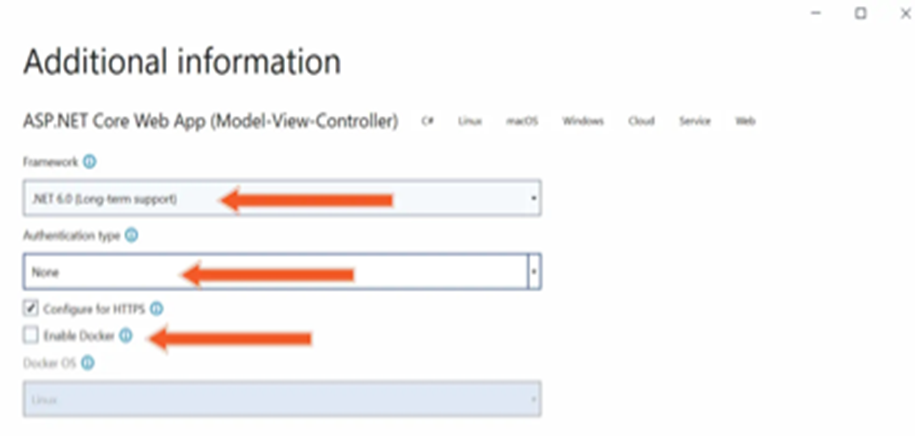 Additional information
ASP.NET Core Web App (Model-View-Controller) C# Linux macOS Windows Cloud Service Web
Framework
.NET 6.0 (Long-term support)
Authentication type
None
Configure for HTTPS
Enable Docker
Docker OS
Linux